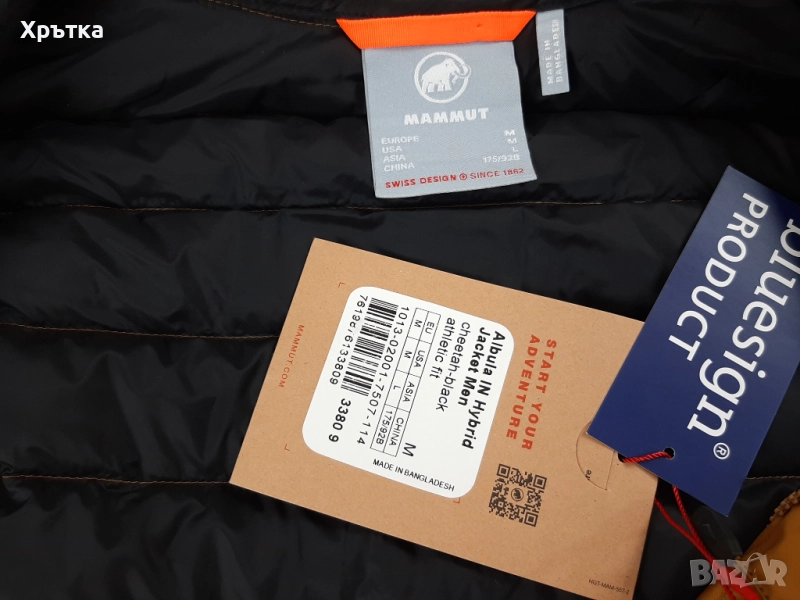 Хрътка
MAMMUT
EUROPE M
USA M
ASIA L
CHINA 175/92B
SWISS DESIGN SINCE 1862
MADE IN
BANGLADESH
bluesign®
PRODUCT
START YOUR
ADVENTURE
Albula IN Hybrid
Jacket Men
cheetah-black
athletic fit
EU USA ASIA CHINA
M M L 175/92B
M
1013-02001-7507-114
33809
MADE IN BANGLADESH
MAMMUT.COM
BAZAR